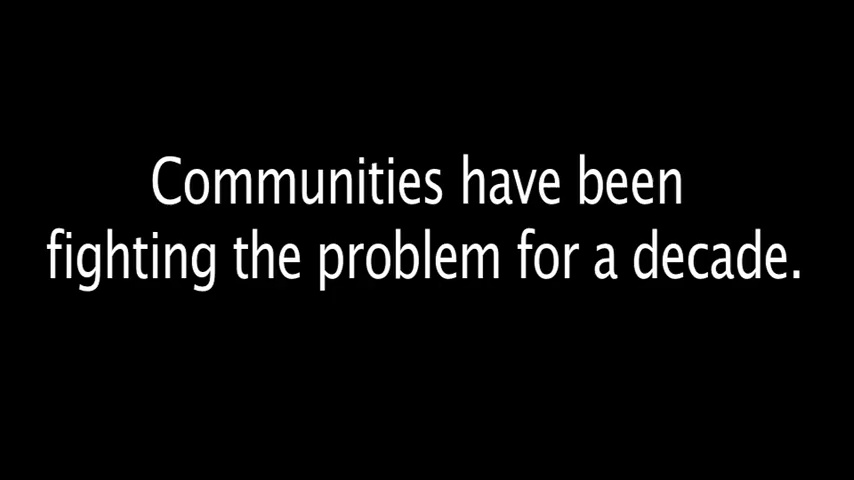 Communities have been
fighting the problem for a decade.